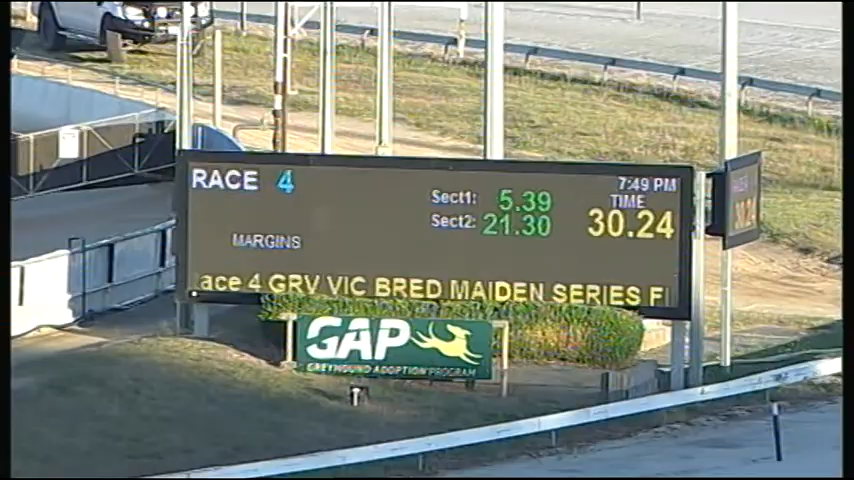 RACE 4
Sect1: 5.39
Sect2: 21.30
7:49 PM
TIME
30.24
MARGINS
ace 4 GRV VIC BRED MAIDEN SERIES F
GAP
GREYHOUND ADOPTION PROGRAM